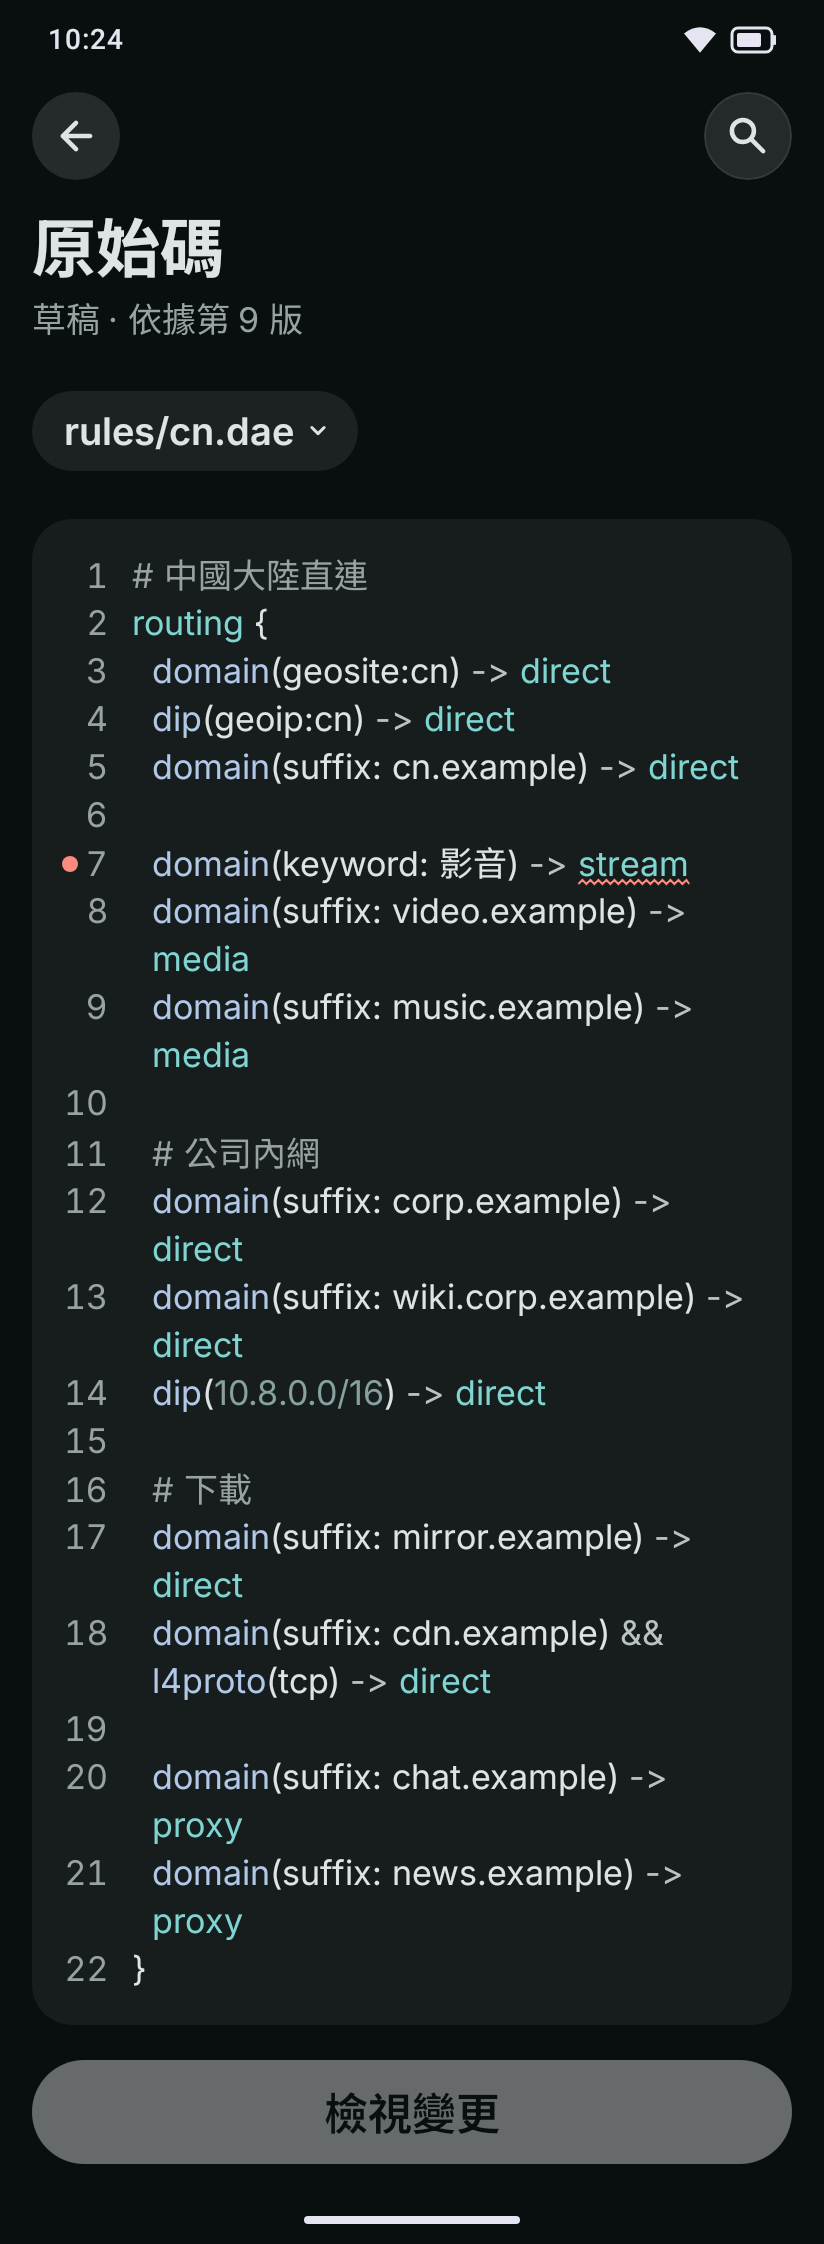 10:24
原始碼
草稿 · 依據第 9 版
rules/cn.dae
1 # 中國大陸直連
2 routing {
3 domain(geosite:cn) -> direct
4 dip(geoip:cn) -> direct
5 domain(suffix: cn.example) -> direct
6
7 domain(keyword: 影音) -> stream
8 domain(suffix: video.example) ->
media
9 domain(suffix: music.example) ->
media
10
11 # 公司內網
12 domain(suffix: corp.example) ->
direct
13 domain(suffix: wiki.corp.example) ->
direct
14 dip(10.8.0.0/16) -> direct
15
16 # 下載
17 domain(suffix: mirror.example) ->
direct
18 domain(suffix: cdn.example) &&
l4proto(tcp) -> direct
19
20 domain(suffix: chat.example) ->
proxy
21 domain(suffix: news.example) ->
proxy
22 }
檢視變更